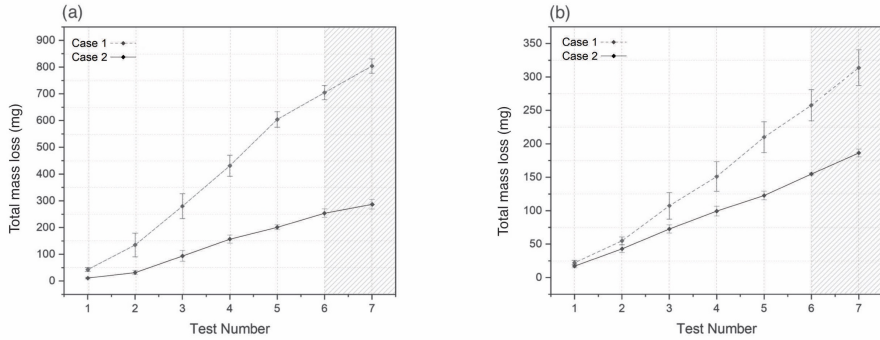 (a)
Case 1
Case 2
Total mass loss (mg)
900
800
700
600
500
400
300
200
100
0
1 2 3 4 5 6 7
Test Number
(b)
Case 1
Case 2
Total mass loss (mg)
350
300
250
200
150
100
50
0
1 2 3 4 5 6 7
Test Number